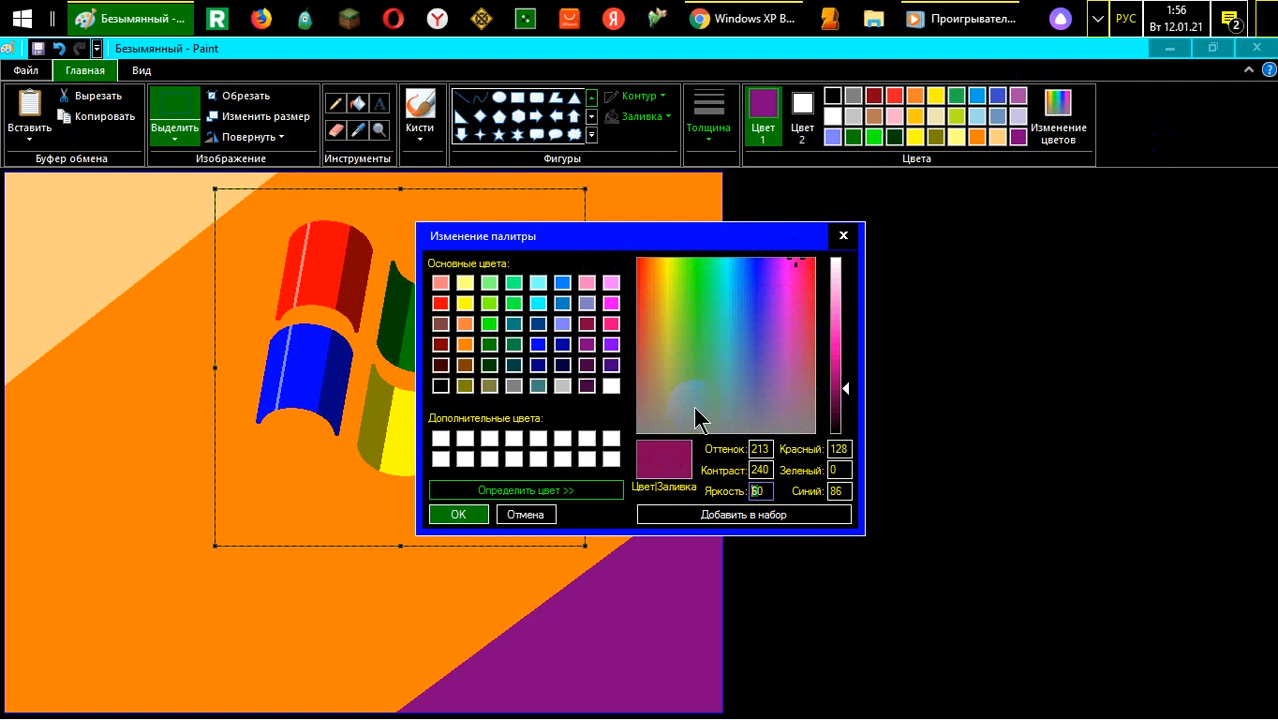 Безымянный -...
Windows XP B...
Проигрывател...
РУС
1:56
Вт 12.01.21
2
Безымянный - Paint
Файл
Главная
Вид
Вставить
Вырезать
Копировать
Буфер обмена
Выделить
Обрезать
Изменить размер
Повернуть
Изображение
Инструменты
Кисти
Контур
Заливка
Фигуры
Толщина
Цвет 1
Цвет 2
Изменение цветов
Цвета
Изменение палитры
Основные цвета:
Дополнительные цвета:
Определить цвет >>
OK
Отмена
Цвет|Заливка
Оттенок: 213
Красный: 128
Контраст: 240
Зеленый: 0
Яркость: 60
Синий: 86
Добавить в набор